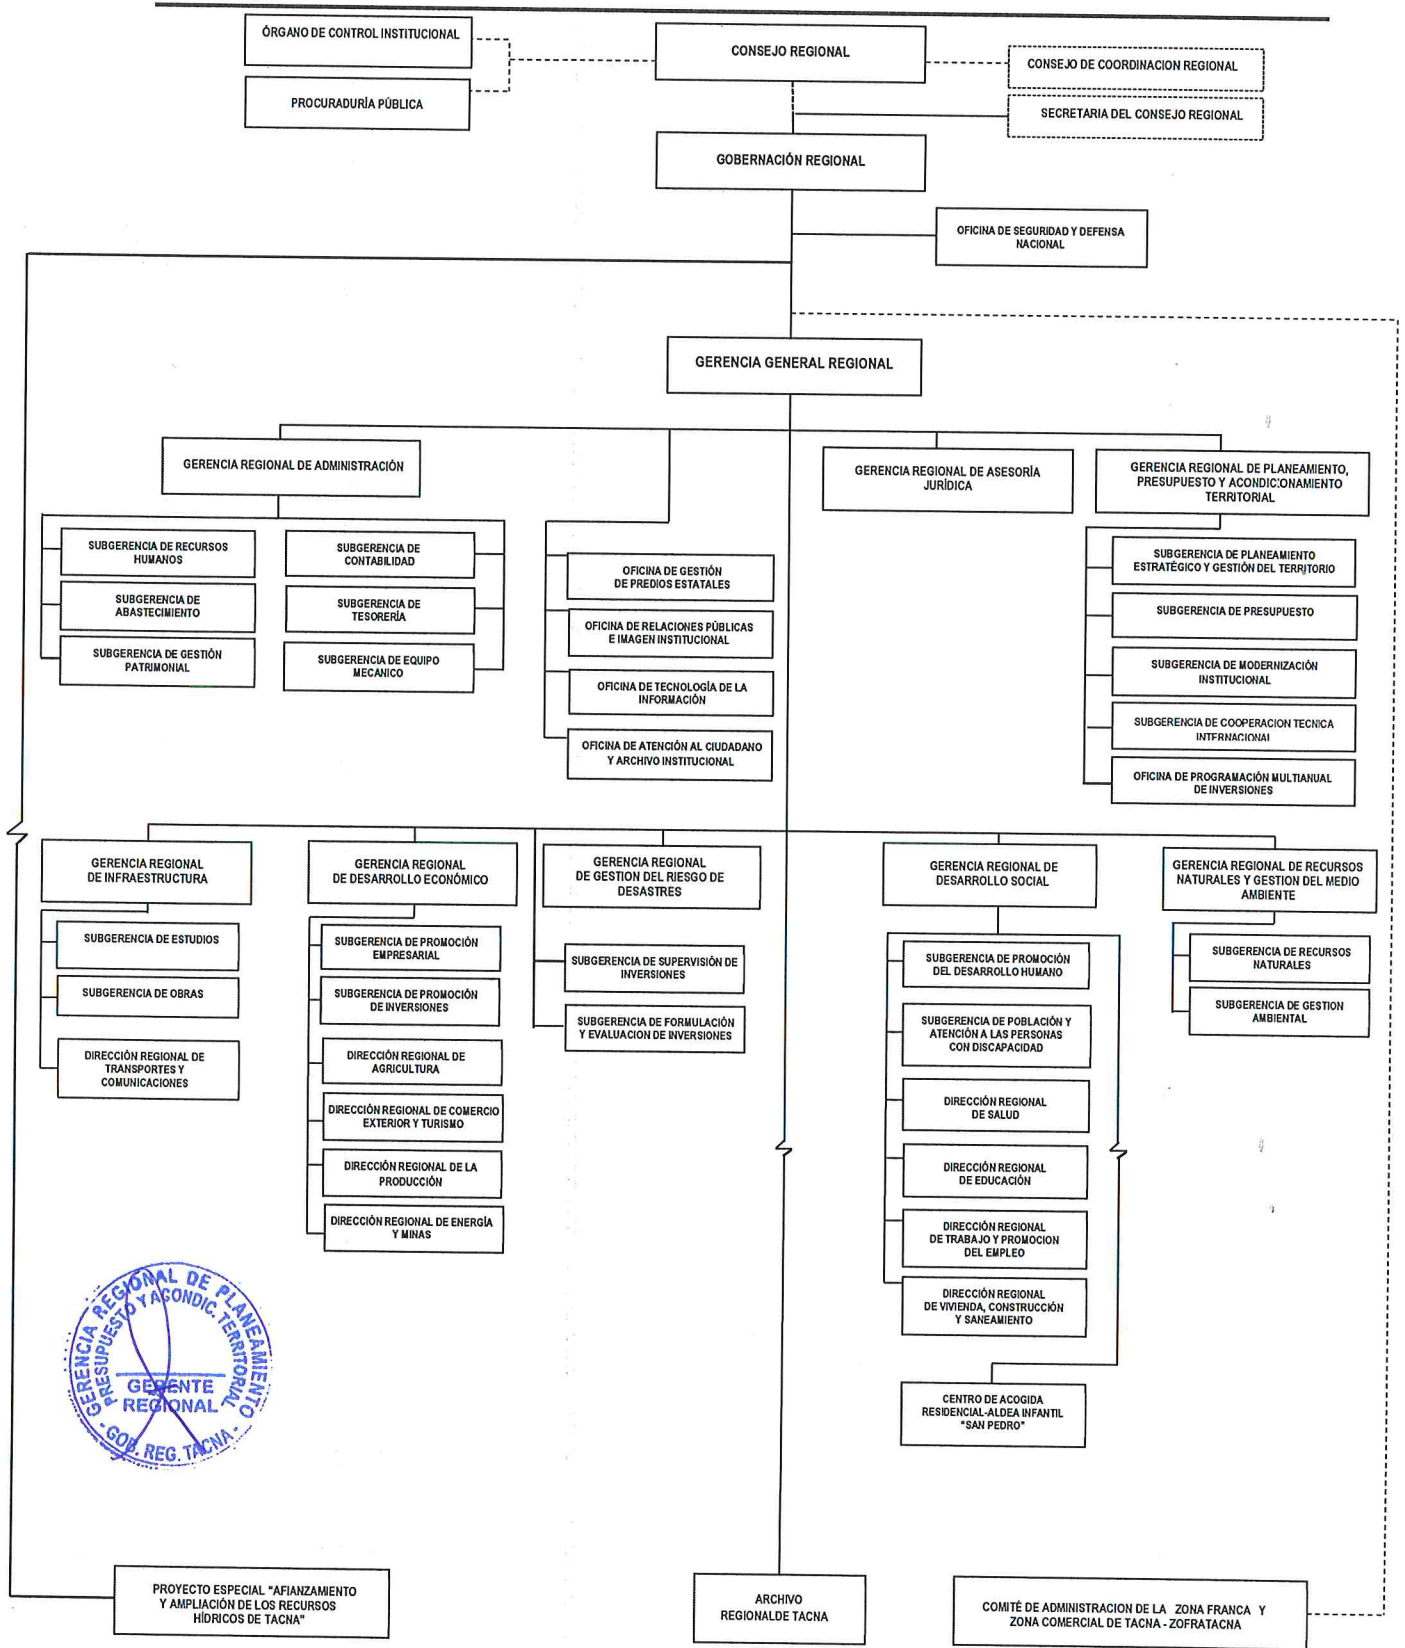 ÓRGANO DE CONTROL INSTITUCIONAL
PROCURADURÍA PÚBLICA
CONSEJO REGIONAL
CONSEJO DE COORDINACION REGIONAL
SECRETARIA DEL CONSEJO REGIONAL
GOBERNACIÓN REGIONAL
OFICINA DE SEGURIDAD Y DEFENSA
NACIONAL
GERENCIA GENERAL REGIONAL
GERENCIA REGIONAL DE ADMINISTRACIÓN
SUBGERENCIA DE RECURSOS
HUMANOS
SUBGERENCIA DE
ABASTECIMIENTO
SUBGERENCIA DE GESTIÓN
PATRIMONIAL
SUBGERENCIA DE
CONTABILIDAD
SUBGERENCIA DE
TESORERÍA
SUBGERENCIA DE EQUIPO
MECANICO
OFICINA DE GESTIÓN
DE PREDIOS ESTATALES
OFICINA DE RELACIONES PÚBLICAS
E IMAGEN INSTITUCIONAL
OFICINA DE TECNOLOGÍA DE LA
INFORMACIÓN
OFICINA DE ATENCIÓN AL CIUDADANO
Y ARCHIVO INSTITUCIONAL
GERENCIA REGIONAL DE ASESORÍA
JURÍDICA
GERENCIA REGIONAL DE PLANEAMIENTO,
PRESUPUESTO Y ACONDICIONAMIENTO
TERRITORIAL
SUBGERENCIA DE PLANEAMIENTO
ESTRATÉGICO Y GESTIÓN DEL TERRITORIO
SUBGERENCIA DE PRESUPUESTO
SUBGERENCIA DE MODERNIZACIÓN
INSTITUCIONAL
SUBGERENCIA DE COOPERACION TECNICA
INTERNACIONAL
OFICINA DE PROGRAMACIÓN MULTIANUAL
DE INVERSIONES
GERENCIA REGIONAL
DE INFRAESTRUCTURA
SUBGERENCIA DE ESTUDIOS
SUBGERENCIA DE OBRAS
DIRECCIÓN REGIONAL DE
TRANSPORTES Y
COMUNICACIONES
GERENCIA REGIONAL
DE DESARROLLO ECONÓMICO
SUBGERENCIA DE PROMOCIÓN
EMPRESARIAL
SUBGERENCIA DE PROMOCIÓN
DE INVERSIONES
DIRECCIÓN REGIONAL DE
AGRICULTURA
DIRECCIÓN REGIONAL DE COMERCIO
EXTERIOR Y TURISMO
DIRECCIÓN REGIONAL DE LA
PRODUCCIÓN
DIRECCIÓN REGIONAL DE ENERGÍA
Y MINAS
GERENCIA REGIONAL
DE GESTION DEL RIESGO DE
DESASTRES
SUBGERENCIA DE SUPERVISIÓN DE
INVERSIONES
SUBGERENCIA DE FORMULACIÓN
Y EVALUACION DE INVERSIONES
GERENCIA REGIONAL DE
DESARROLLO SOCIAL
SUBGERENCIA DE PROMOCIÓN
DEL DESARROLLO HUMANO
SUBGERENCIA DE POBLACIÓN Y
ATENCIÓN A LAS PERSONAS
CON DISCAPACIDAD
DIRECCIÓN REGIONAL
DE SALUD
DIRECCIÓN REGIONAL
DE EDUCACIÓN
DIRECCIÓN REGIONAL
DE TRABAJO Y PROMOCION
DEL EMPLEO
DIRECCIÓN REGIONAL
DE VIVIENDA, CONSTRUCCIÓN
Y SANEAMIENTO
CENTRO DE ACOGIDA
RESIDENCIAL-ALDEA INFANTIL
"SAN PEDRO"
GERENCIA REGIONAL DE RECURSOS
NATURALES Y GESTION DEL MEDIO
AMBIENTE
SUBGERENCIA DE RECURSOS
NATURALES
SUBGERENCIA DE GESTION
AMBIENTAL
GERENCIA REGIONAL DE PLANEAMIENTO
PRESUPUESTO Y ACONDIC. TERRITORIAL
GERENTE
REGIONAL
- GOB. REG. TACNA -
PROYECTO ESPECIAL "AFIANZAMIENTO
Y AMPLIACIÓN DE LOS RECURSOS
HÍDRICOS DE TACNA"
ARCHIVO
REGIONALDE TACNA
COMITÉ DE ADMINISTRACION DE LA ZONA FRANCA Y
ZONA COMERCIAL DE TACNA - ZOFRATACNA